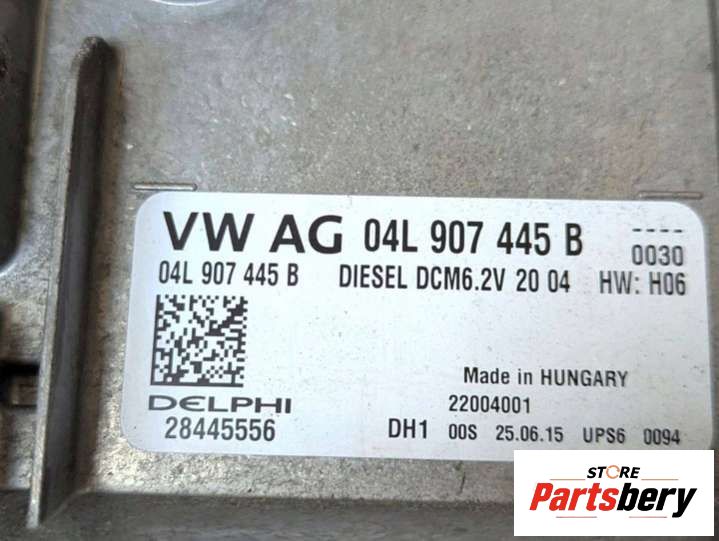 VW AG 04L 907 445 B ----
0030
04L 907 445 B DIESEL DCM6.2V 20 04 HW: H06
Made in HUNGARY
DELPHI 22004001
28445556 DH1 00S 25.06.15 UPS6 0094
STORE
Partsbery